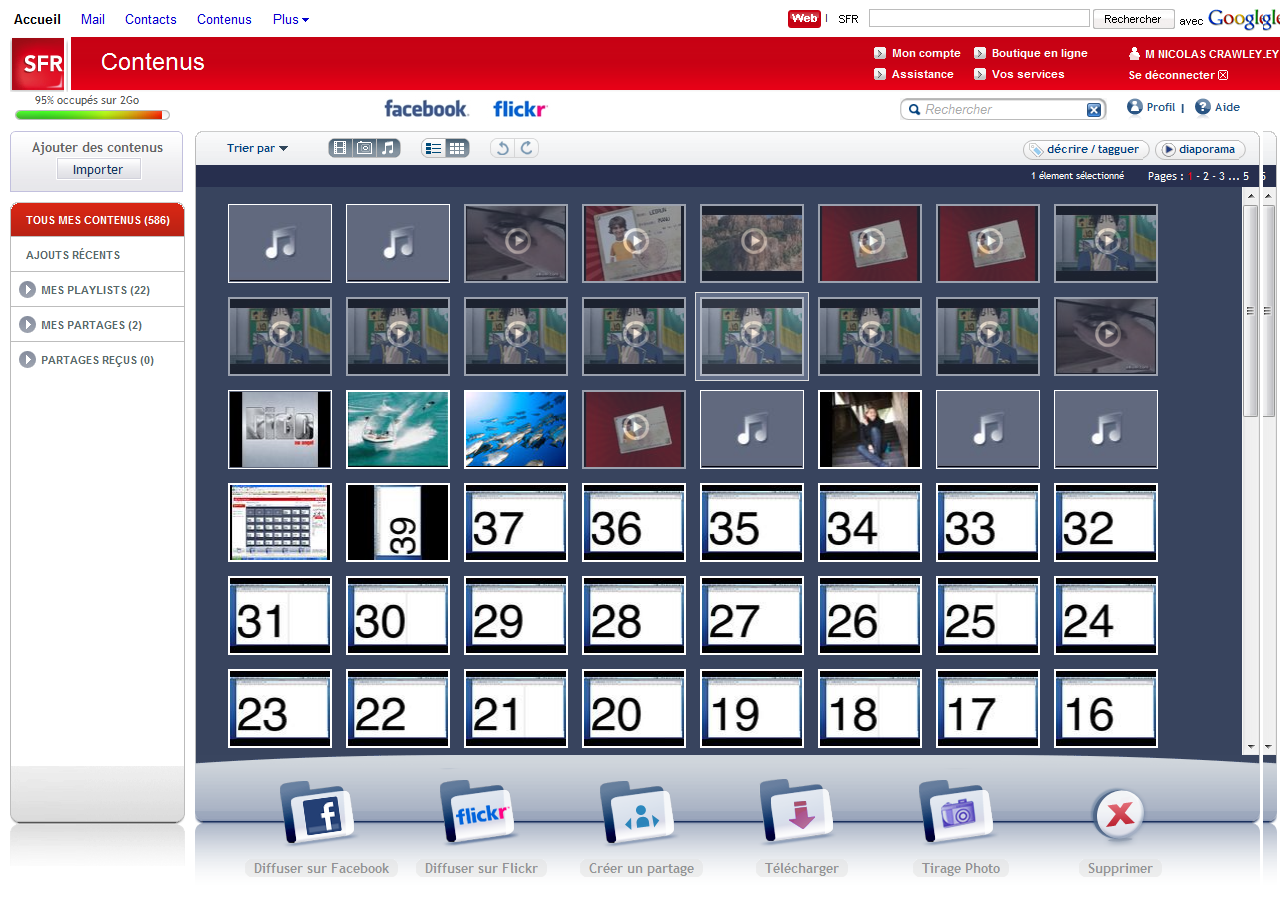 Accueil Mail Contacts Contenus Plus
Web SFR Rechercher avec Google
SFR Contenus
Mon compte Boutique en ligne M NICOLAS CRAWLEY.EY
Assistance Vos services Se déconnecter
95% occupés sur 2Go
facebook. flickr
Rechercher
Profil | Aide
Ajouter des contenus
Importer
Trier par
décrire / tagguer diaporama
1 élement sélectionné Pages : 1 - 2 - 3 ... 5
TOUS MES CONTENUS (586)
AJOUTS RÉCENTS
MES PLAYLISTS (22)
MES PARTAGES (2)
PARTAGES REÇUS (0)
LEBRUN
MANU
39 37 36 35 34 33 32
31 30 29 28 27 26 25 24
23 22 21 20 19 18 17 16
f flickr
Diffuser sur Facebook Diffuser sur Flickr Créer un partage Télécharger Tirage Photo Supprimer